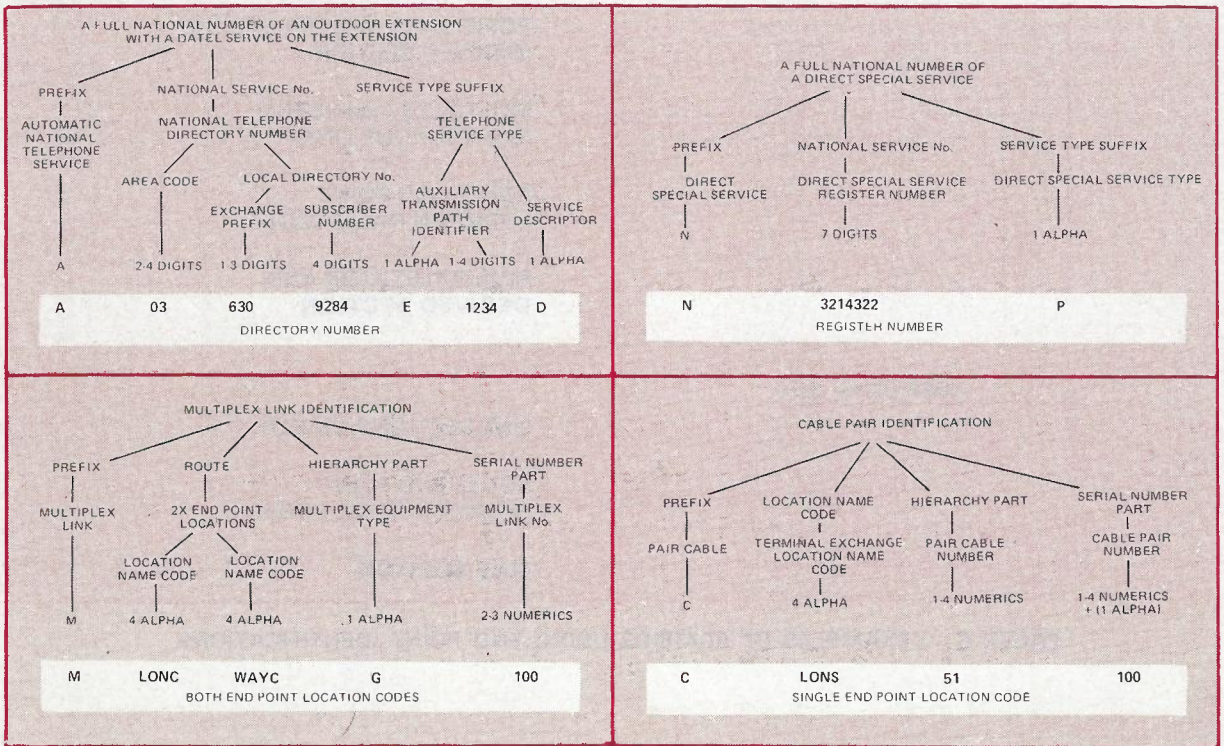 A FULL NATIONAL NUMBER OF AN OUTDOOR EXTENSION
WITH A DATEL SERVICE ON THE EXTENSION
PREFIX
NATIONAL SERVICE No.
SERVICE TYPE SUFFIX
AUTOMATIC
NATIONAL
TELEPHONE
SERVICE
NATIONAL TELEPHONE
DIRECTORY NUMBER
TELEPHONE
SERVICE TYPE
AREA CODE
LOCAL DIRECTORY No.
EXCHANGE
PREFIX
SUBSCRIBER
NUMBER
AUXILIARY
TRANSMISSION
PATH
IDENTIFIER
SERVICE
DESCRIPTOR
A
2-4 DIGITS
1-3 DIGITS
4 DIGITS
1 ALPHA
1-4 DIGITS
1 ALPHA
A 03 630 9284 E 1234 D
DIRECTORY NUMBER
A FULL NATIONAL NUMBER OF
A DIRECT SPECIAL SERVICE
PREFIX
NATIONAL SERVICE No.
SERVICE TYPE SUFFIX
DIRECT
SPECIAL SERVICE
DIRECT SPECIAL SERVICE
REGISTER NUMBER
DIRECT SPECIAL SERVICE TYPE
N
7 DIGITS
1 ALPHA
N 3214322 P
REGISTER NUMBER
MULTIPLEX LINK IDENTIFICATION
PREFIX
ROUTE
HIERARCHY PART
SERIAL NUMBER
PART
MULTIPLEX
LINK
2X END POINT
LOCATIONS
MULTIPLEX EQUIPMENT
TYPE
MULTIPLEX
LINK No.
LOCATION
NAME CODE
LOCATION
NAME CODE
M
4 ALPHA
4 ALPHA
1 ALPHA
2-3 NUMERICS
M LONC WAYC G 100
BOTH END POINT LOCATION CODES
CABLE PAIR IDENTIFICATION
PREFIX
LOCATION NAME
CODE
HIERARCHY PART
SERIAL NUMBER
PART
PAIR CABLE
TERMINAL EXCHANGE
LOCATION NAME
CODE
PAIR CABLE
NUMBER
CABLE PAIR
NUMBER
C
4 ALPHA
1-4 NUMERICS
1-4 NUMERICS
+ (1 ALPHA)
C LONS 51 100
SINGLE END POINT LOCATION CODE